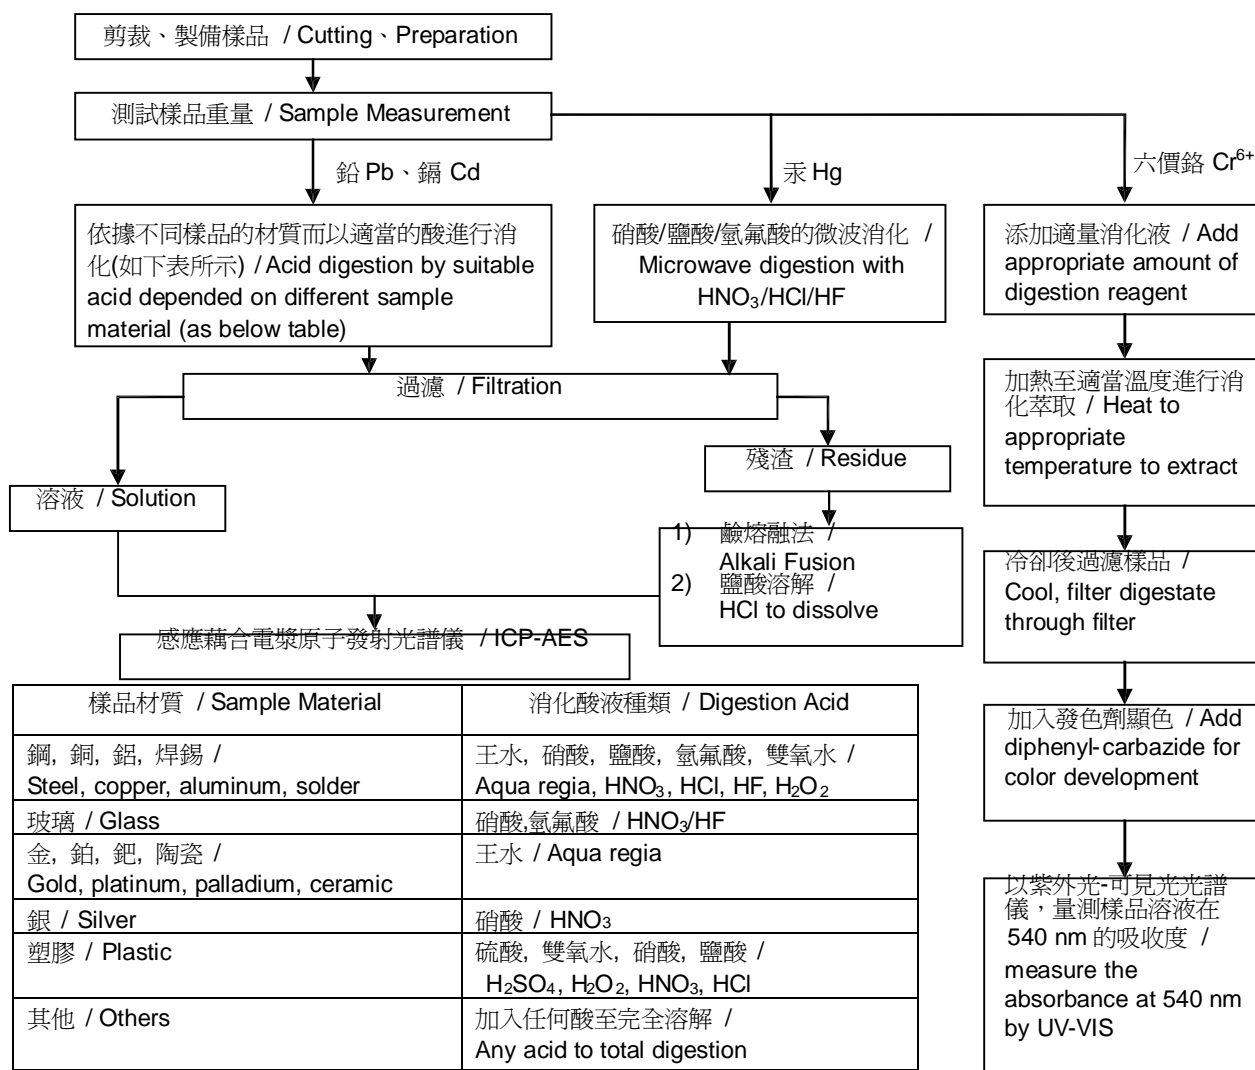 剪裁、製備樣品 / Cutting、Preparation
測試樣品重量 / Sample Measurement
鉛 Pb、鎘 Cd
汞 Hg
六價鉻 Cr⁶⁺
依據不同樣品的材質而以適當的酸進行消
化(如下表所示) / Acid digestion by suitable
acid depended on different sample
material (as below table)
硝酸/鹽酸/氫氟酸的微波消化 /
Microwave digestion with
HNO₃/HCl/HF
添加適量消化液 / Add
appropriate amount of
digestion reagent
過濾 / Filtration
加熱至適當溫度進行消
化萃取 / Heat to
appropriate
temperature to extract
溶液 / Solution
殘渣 / Residue
1) 鹼熔融法 /
Alkali Fusion
2) 鹽酸溶解 /
HCl to dissolve
冷卻後過濾樣品 /
Cool, filter digestate
through filter
感應藕合電漿原子發射光譜儀 / ICP-AES
加入發色劑顯色 / Add
diphenyl-carbazide for
color development
以紫外光-可見光光譜
儀，量測樣品溶液在
540 nm 的吸收度 /
measure the
absorbance at 540 nm
by UV-VIS
樣品材質 / Sample Material
消化酸液種類 / Digestion Acid
鋼, 銅, 鋁, 焊錫 /
Steel, copper, aluminum, solder
王水, 硝酸, 鹽酸, 氫氟酸, 雙氧水 /
Aqua regia, HNO₃, HCl, HF, H₂O₂
玻璃 / Glass
硝酸,氫氟酸 / HNO₃/HF
金, 鉑, 鈀, 陶瓷 /
Gold, platinum, palladium, ceramic
王水 / Aqua regia
銀 / Silver
硝酸 / HNO₃
塑膠 / Plastic
硫酸, 雙氧水, 硝酸, 鹽酸 /
H₂SO₄, H₂O₂, HNO₃, HCl
其他 / Others
加入任何酸至完全溶解 /
Any acid to total digestion